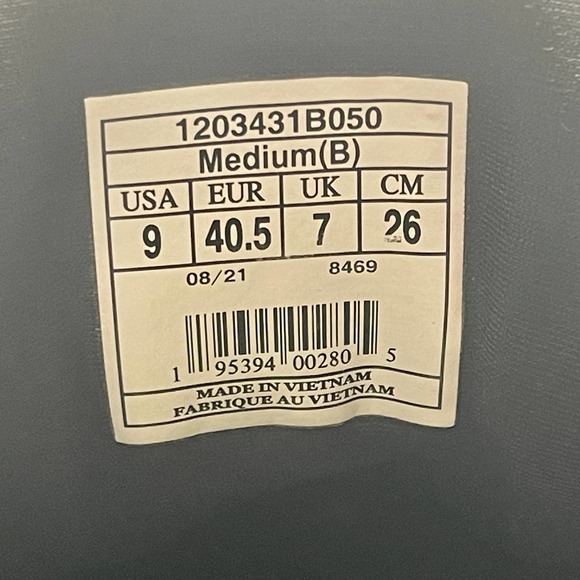 1203431B050
Medium(B)
USA EUR UK CM
9 40.5 7 26
08/21 8469
1 95394 00280 5
MADE IN VIETNAM
FABRIQUE AU VIETNAM